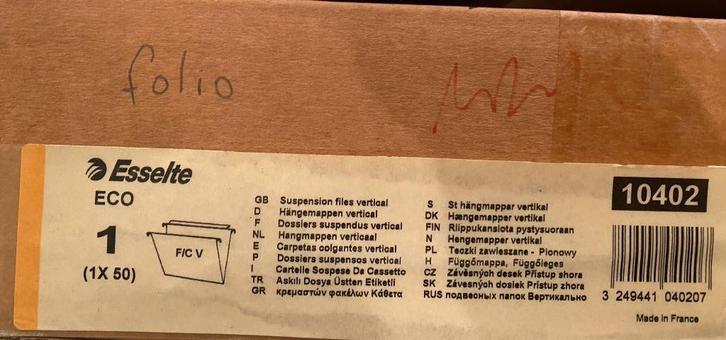 folio
Esselte
ECO
1
(1X 50)
F/C V
GB Suspension files vertical
D Hängemappen vertical
F Dossiers suspendus vertical
NL Hangmappen verticaal
E Carpetas colgantes vertical
P Dossiers suspensos vertical
I Cartelle Sospese Da Cassetto
TR Askılı Dosya Üstten Etiketli
GR κρεμαστών φακέλων Κάθετα
S St hängmappar vertikal
DK Hængemapper vertikal
FIN Riippukansiota pystysuoraan
N Hengemapper vertikal
PL Teczki zawieszane - Pionowy
H Függőmappa, Függőleges
CZ Závěsných desek Přístup shora
SK Závesných dosiek Prístup zhora
RUS подвесных папок Вертикально
10402
3 249441 040207
Made in France